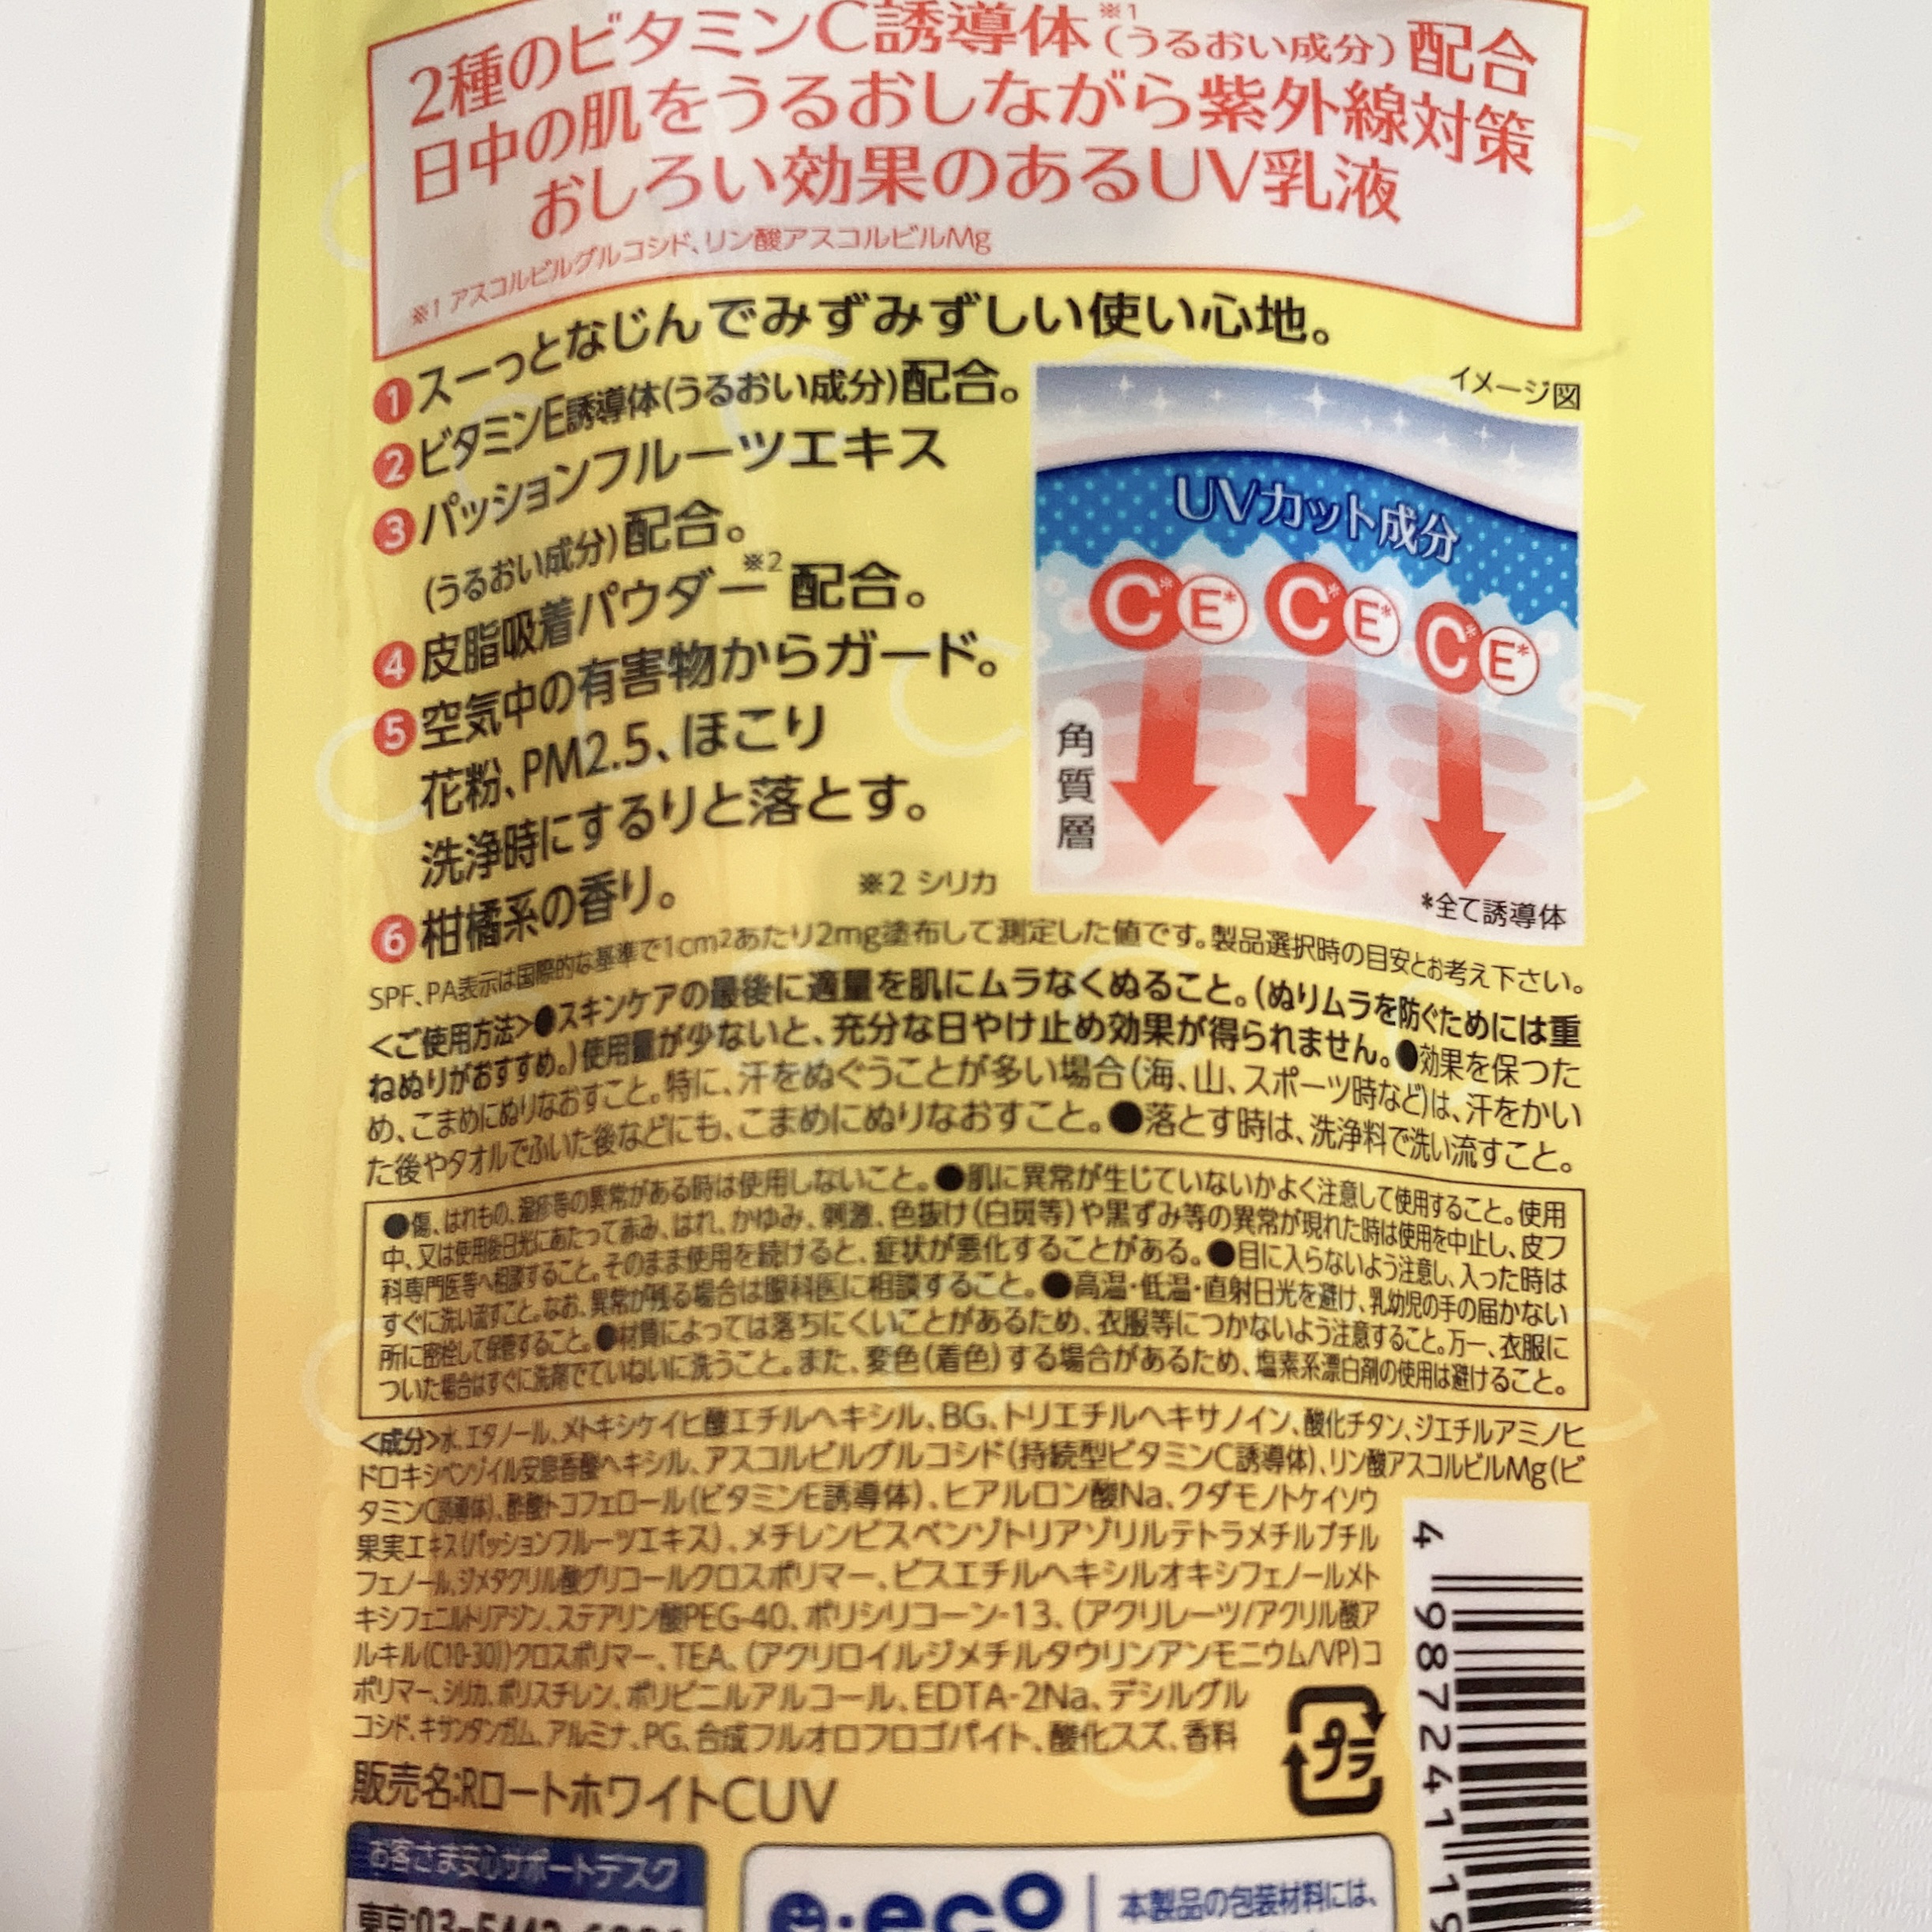 2種のビタミンC誘導体※1(うるおい成分)配合
日中の肌をうるおしながら紫外線対策
おしろい効果のあるUV乳液
※1 アスコルビルグルコシド、リン酸アスコルビルMg
1 スーっとなじんでみずみずしい使い心地。
2 ビタミンE誘導体(うるおい成分)配合。
3 パッションフルーツエキス
(うるおい成分)配合。
4 皮脂吸着パウダー※2配合。
5 空気中の有害物からガード。
花粉、PM2.5、ほこり
洗浄時にするりと落とす。
6 柑橘系の香り。
※2 シリカ
イメージ図
UVカット成分
C* E* C* E* C* E*
角質層
*全て誘導体
SPF、PA表示は国際的な基準で1cm2あたり2mg塗布して測定した値です。製品選択時の目安とお考え下さい。
<ご使用方法>●スキンケアの最後に適量を肌にムラなくぬること。(ぬりムラを防ぐためには重
ねぬりがおすすめ。)使用量が少ないと、充分な日やけ止め効果が得られません。●効果を保つた
め、こまめにぬりなおすこと。特に、汗をぬぐうことが多い場合(海、山、スポーツ時など)は、汗をかい
た後やタオルでふいた後などにも、こまめにぬりなおすこと。●落とす時は、洗浄料で洗い流すこと。
●傷、はれもの、湿疹等の異常がある時は使用しないこと。●肌に異常が生じていないかよく注意して使用すること。使用
中、又は使用後日光にあたって赤み、はれ、かゆみ、刺激、色抜け(白斑等)や黒ずみ等の異常が現れた時は使用を中止し、皮フ
科専門医等へ相談すること。そのまま使用を続けると、症状が悪化することがある。●目に入らないよう注意し、入った時は
すぐに洗い流すこと。なお、異常が残る場合は眼科医に相談すること。●高温・低温・直射日光を避け、乳幼児の手の届かない
所に密栓して保管すること。●材質によっては落ちにくいことがあるため、衣服等につかないよう注意すること。万一、衣服に
ついた場合はすぐに洗剤でていねいに洗うこと。また、変色(着色)する場合があるため、塩素系漂白剤の使用は避けること。
<成分>水、エタノール、メトキシケイヒ酸エチルヘキシル、BG、トリエチルヘキサノイン、酸化チタン、ジエチルアミノヒ
ドロキシベンゾイル安息香酸ヘキシル、アスコルビルグルコシド(持続型ビタミンC誘導体)、リン酸アスコルビルMg(ビ
タミンC誘導体)、酢酸トコフェロール(ビタミンE誘導体)、ヒアルロン酸Na、クダモノトケイソウ
果実エキス(パッションフルーツエキス)、メチレンビスベンゾトリアゾリルテトラメチルブチル
フェノール、ジメタクリル酸グリコールクロスポリマー、ビスエチルヘキシルオキシフェノールメト
キシフェニルトリアジン、ステアリン酸PEG-40、ポリシリコーン-13、(アクリレーツ/アクリル酸ア
ルキル(C10-30))クロスポリマー、TEA、(アクリロイルジメチルタウリンアンモニウム/VP)コ
ポリマー、シリカ、ポリスチレン、ポリビニルアルコール、EDTA-2Na、デシルグル
コシド、キサンタンガム、アルミナ、PG、合成フルオロフロゴパイト、酸化スズ、香料
プラ
4 987241 19
販売名:RロートホワイトCUV
お客さま安心サポートデスク
東京:03-5442-6001
e・eco
本製品の包装材料には、